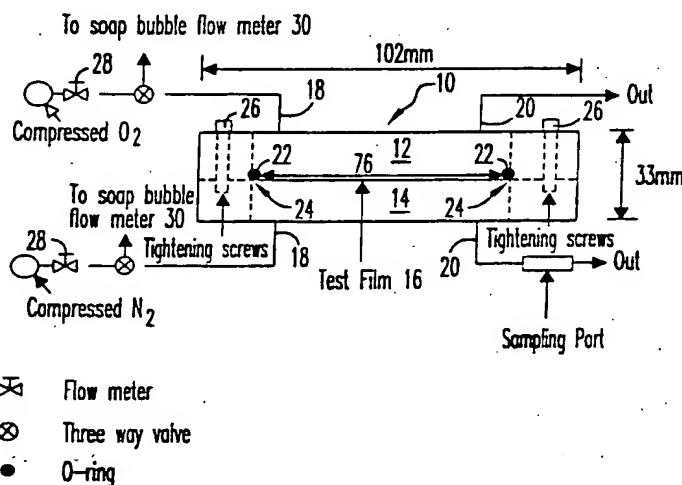 To soap bubble flow meter 30
28
102mm
10
18
20
Out
26
26
Compressed O2
22
12
22
76
33mm
To soap bubble
flow meter 30
14
24
24
28
Tightening screws
18
Test Film 16
20
Tightening screws
Out
Compressed N2
Sampling Port
Flow meter
Three way valve
O-ring